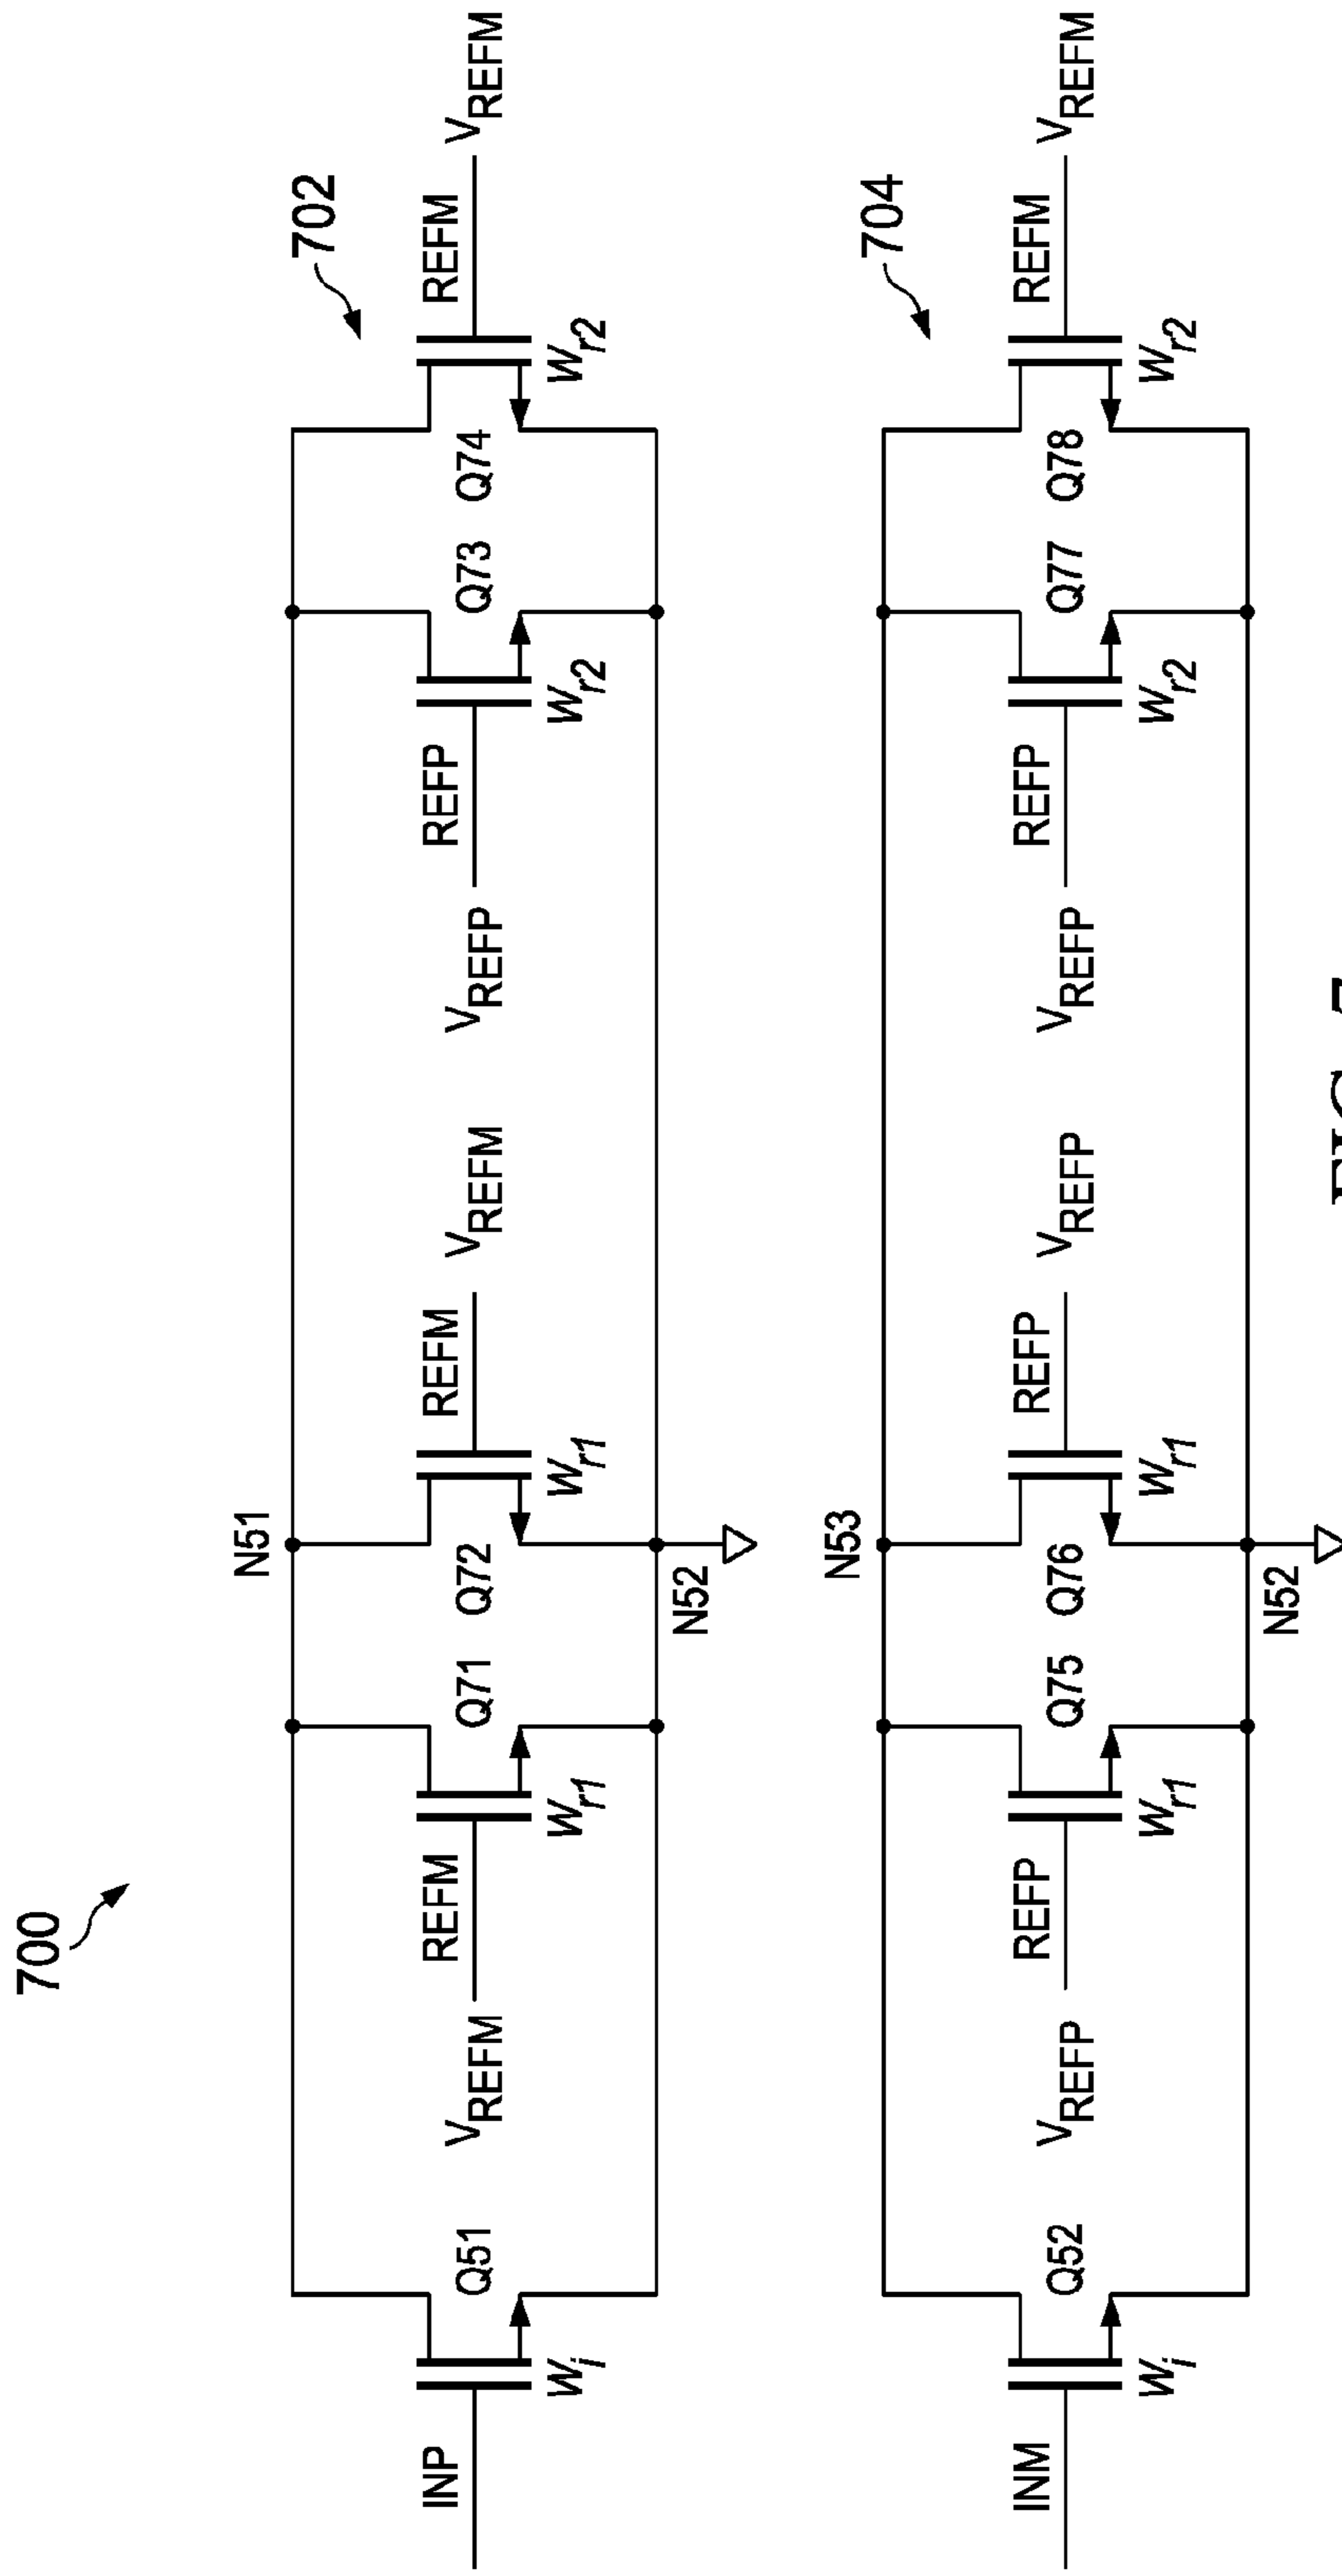 700
N51
702
INP
REFM
REFM
REFP
REFM
Q51
VREFM
Q71
Q72
VREFM
VREFP
Q73
Q74
VREFM
Wi
Wr1
Wr1
Wr2
Wr2
N52
N53
704
INM
REFP
REFP
REFP
REFM
Q52
VREFP
Q75
Q76
VREFP
VREFP
Q77
Q78
VREFM
Wi
Wr1
Wr1
Wr2
Wr2
N52
FIG. 7